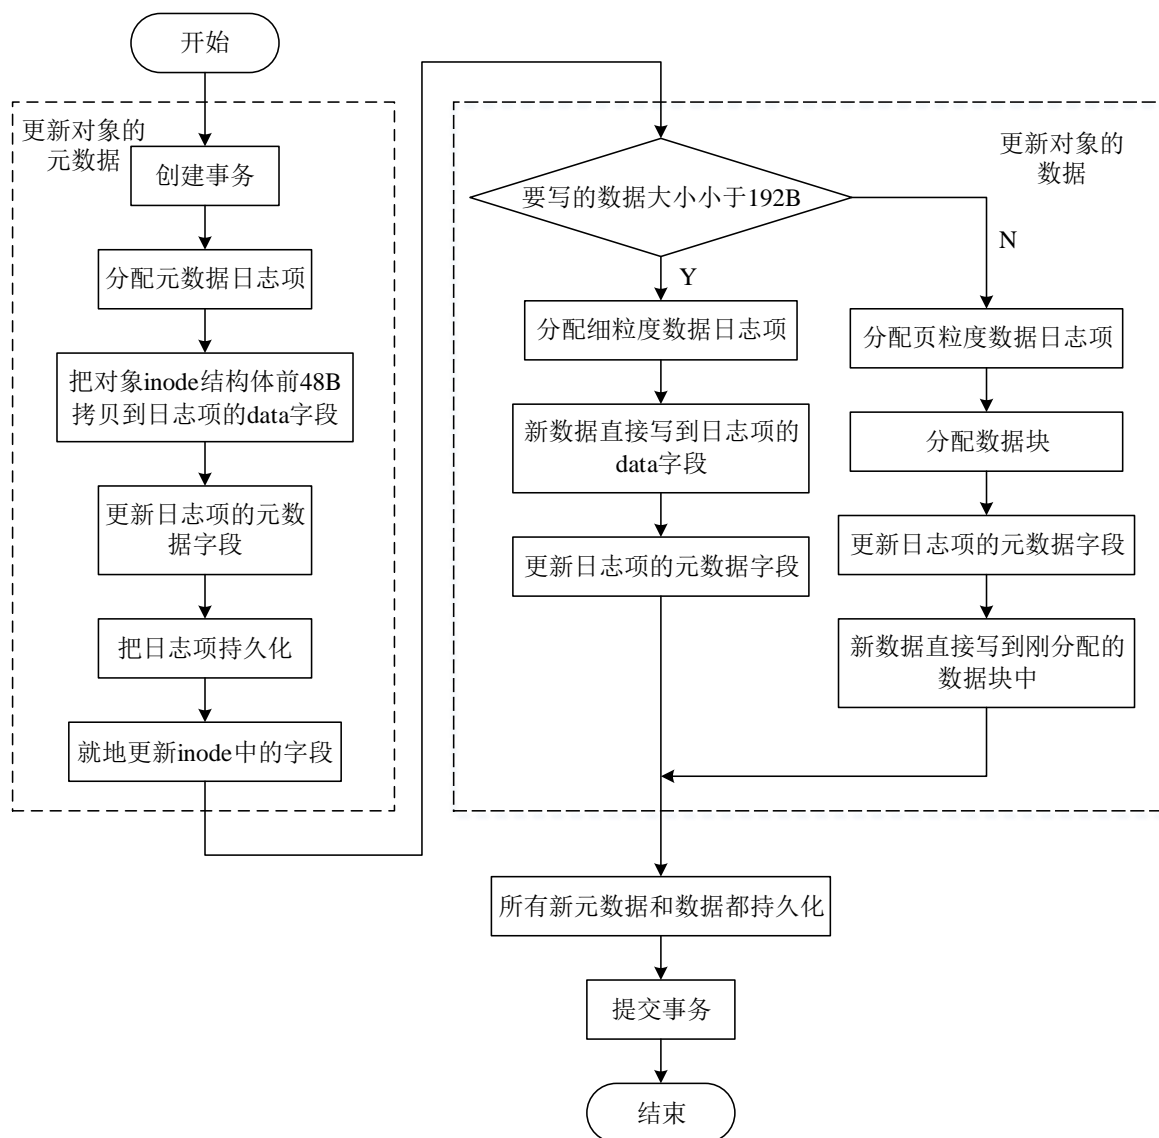 开始
更新对象的
元数据
创建事务
分配元数据日志项
把对象inode结构体前48B
拷贝到日志项的data字段
更新日志项的元数
据字段
把日志项持久化
就地更新inode中的字段
更新对象的
数据
要写的数据大小小于192B
Y
N
分配细粒度数据日志项
新数据直接写到日志项的
data字段
更新日志项的元数据字段
分配页粒度数据日志项
分配数据块
更新日志项的元数据字段
新数据直接写到刚分配的
数据块中
所有新元数据和数据都持久化
提交事务
结束